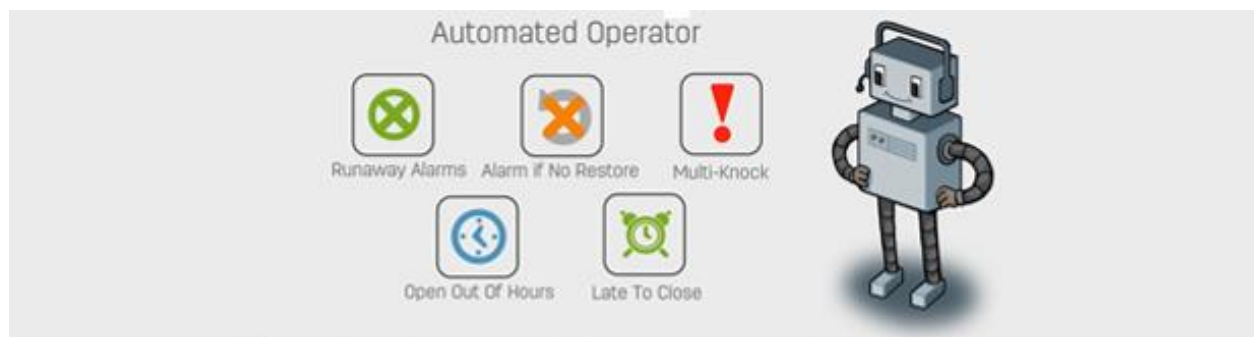 Automated Operator
Runaway Alarms Alarm if No Restore Multi-Knock
Open Out Of Hours Late To Close